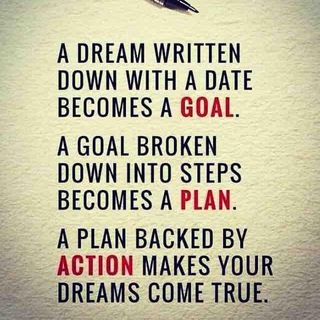 A DREAM WRITTEN
DOWN WITH A DATE
BECOMES A GOAL.
A GOAL BROKEN
DOWN INTO STEPS
BECOMES A PLAN.
A PLAN BACKED BY
ACTION MAKES YOUR
DREAMS COME TRUE.